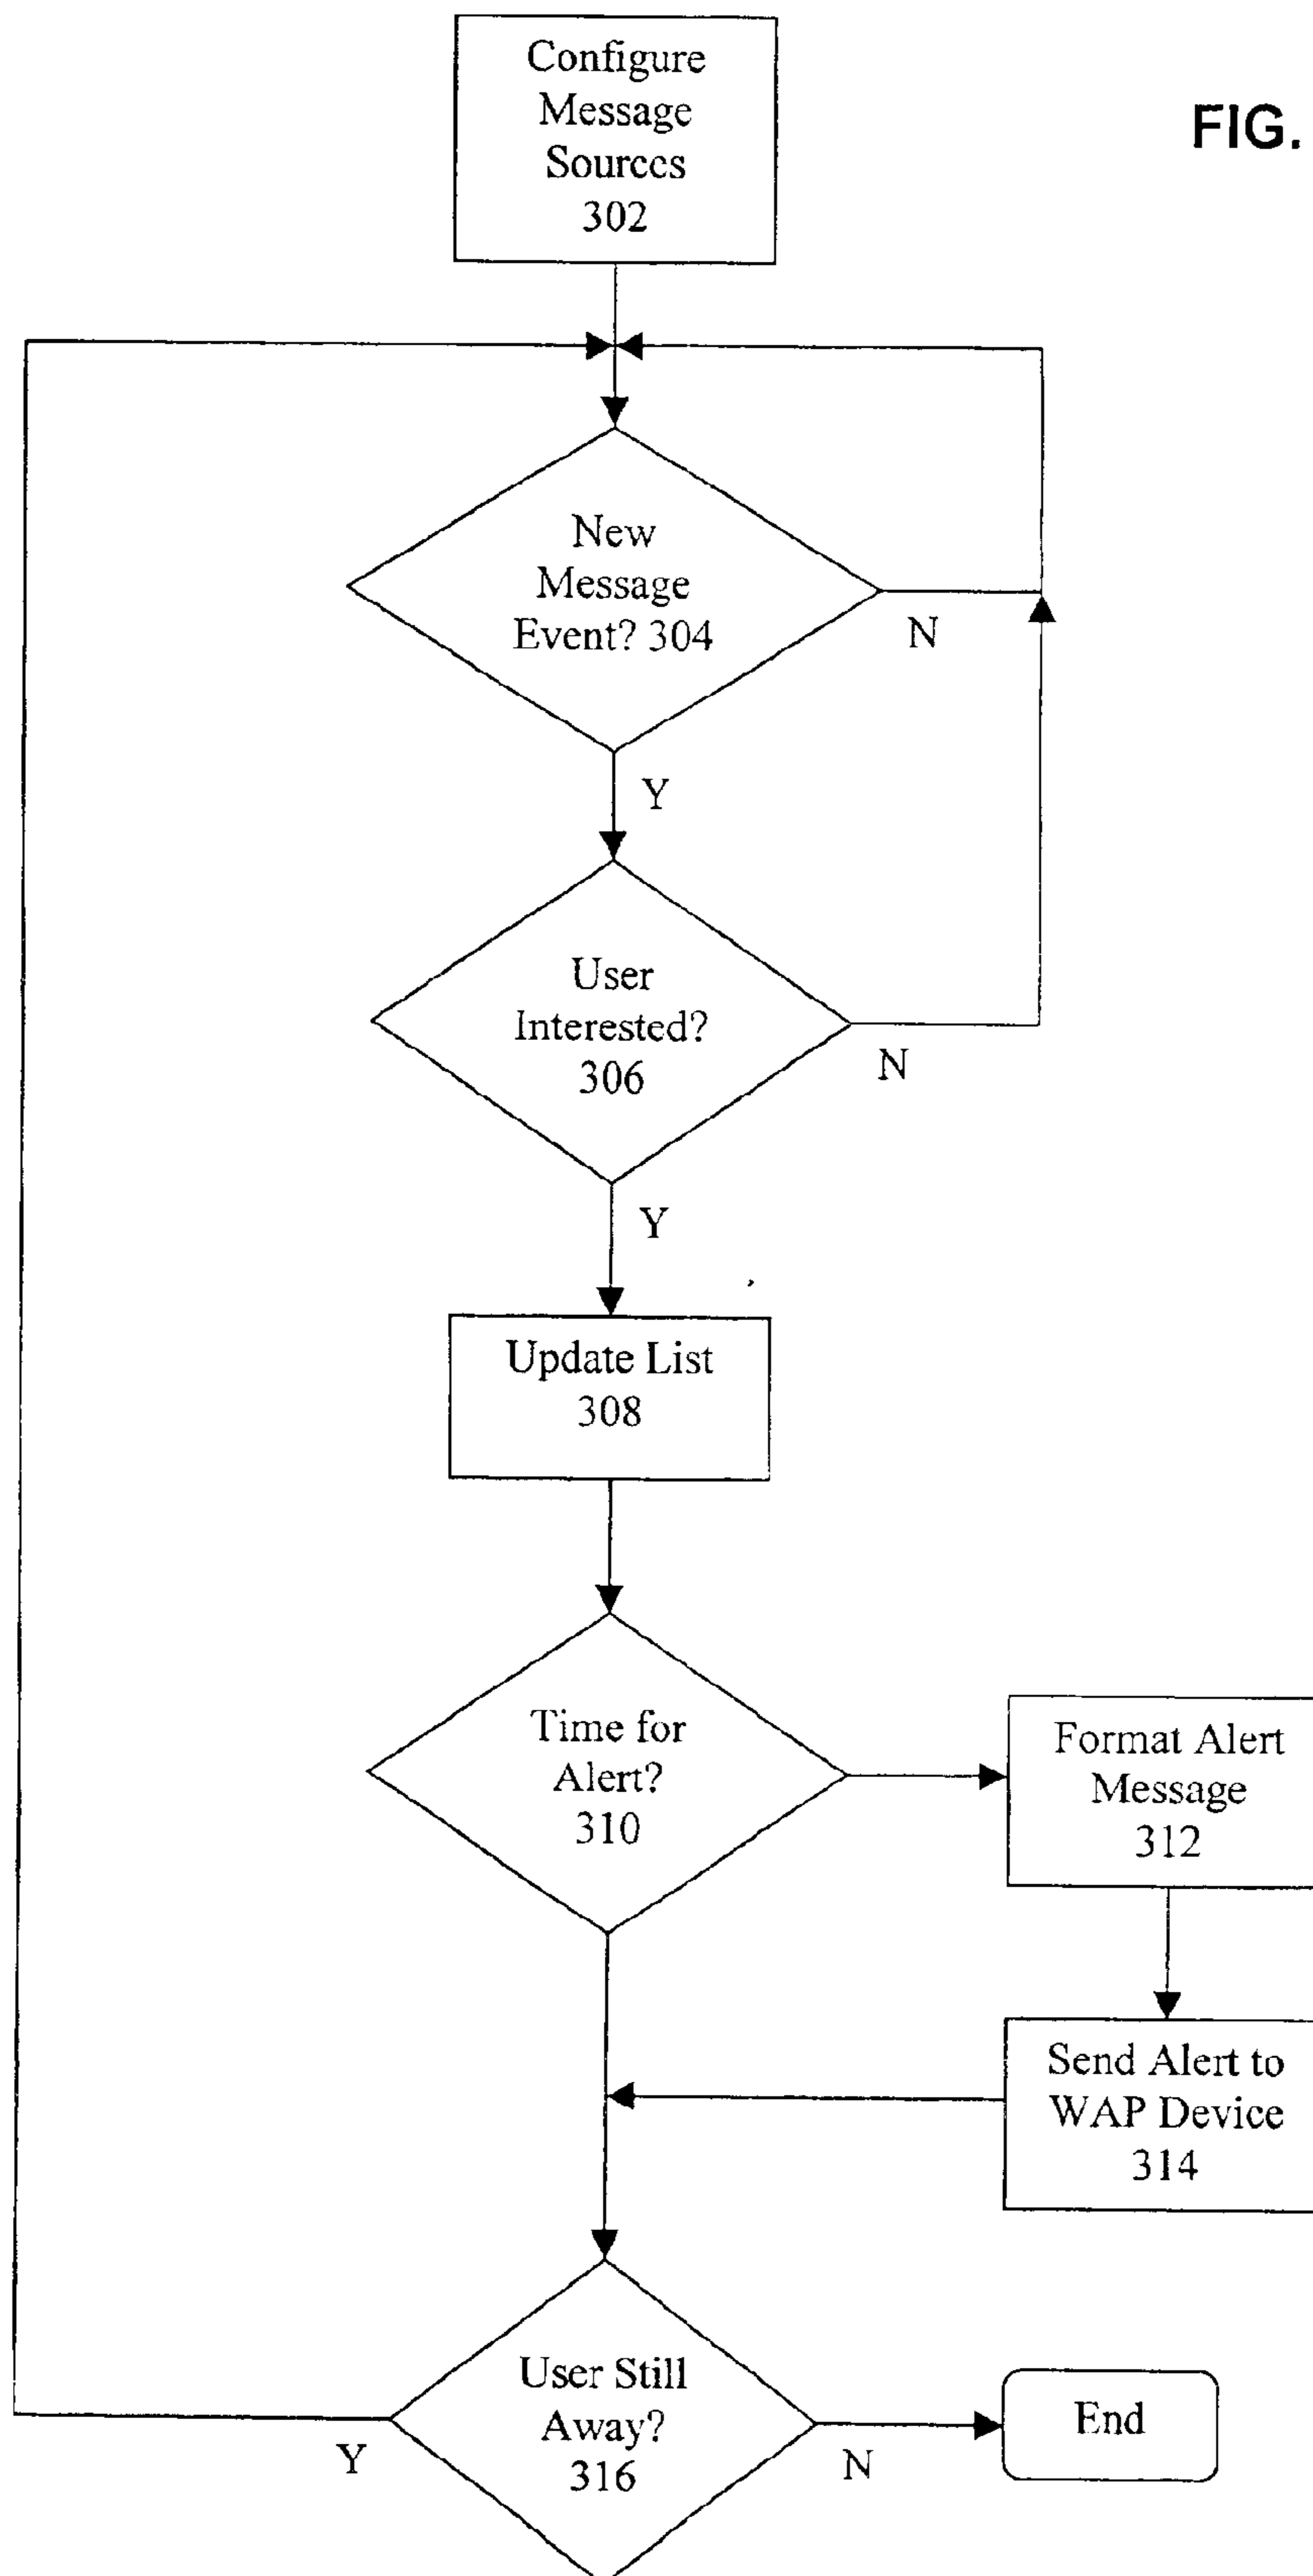 Configure
Message
Sources
302
FIG.
New
Message
Event? 304
N
Y
User
Interested?
306
N
Y
Update List
308
Time for
Alert?
310
Format Alert
Message
312
Send Alert to
WAP Device
314
User Still
Away?
316
Y
N
End